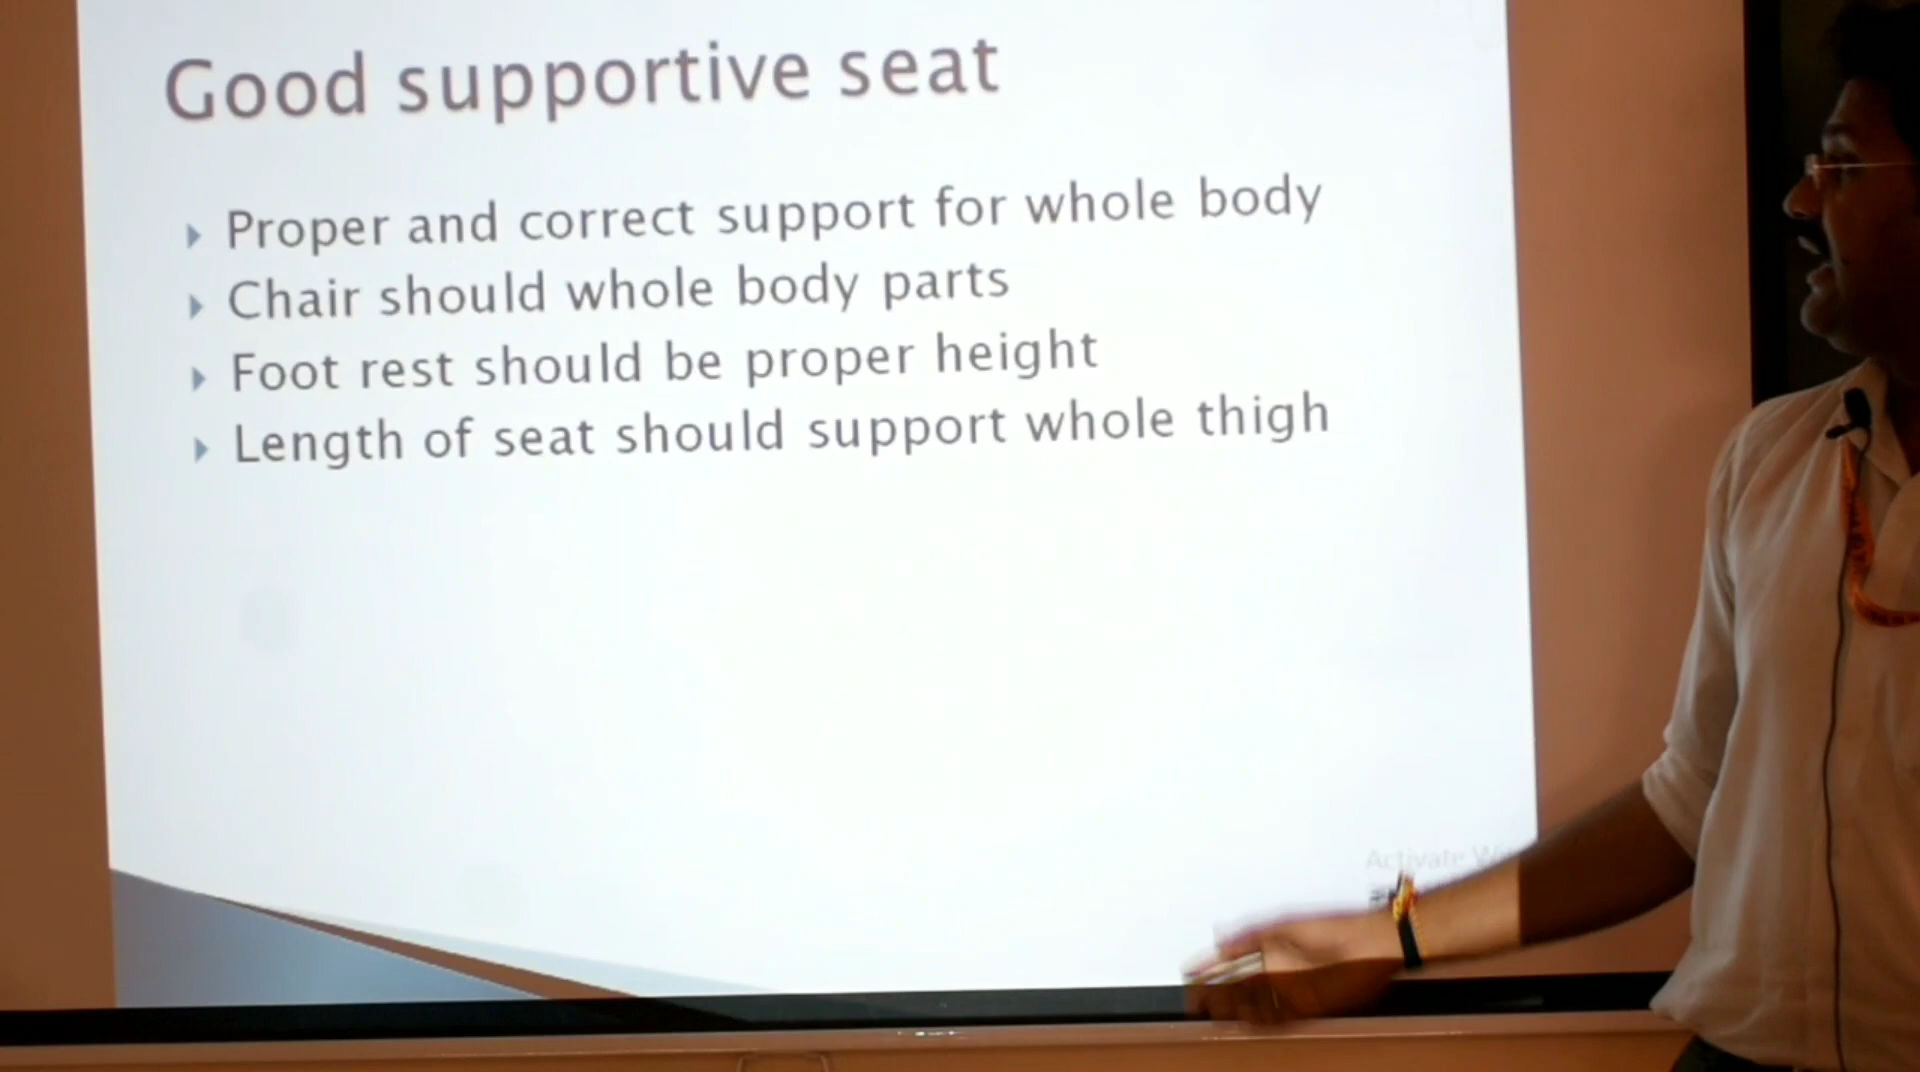 Good supportive seat
Proper and correct support for whole body
Chair should whole body parts
Foot rest should be proper height
Length of seat should support whole thigh
Activate